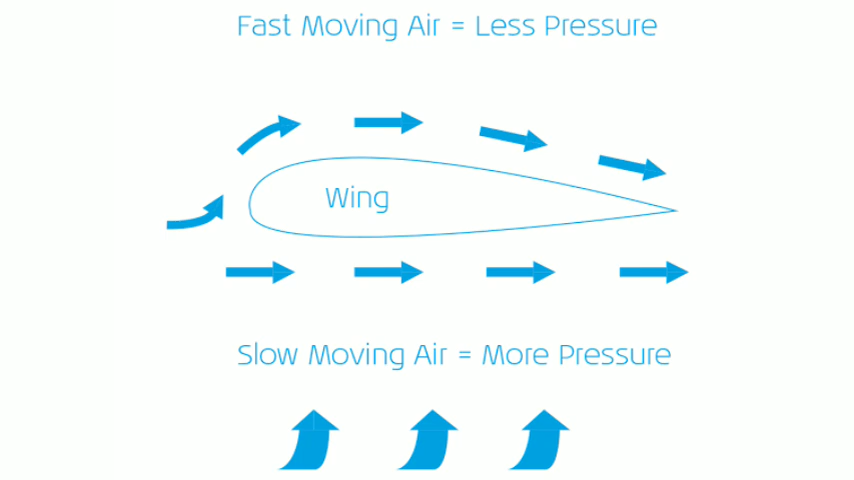 Fast Moving Air = Less Pressure
Wing
Slow Moving Air = More Pressure